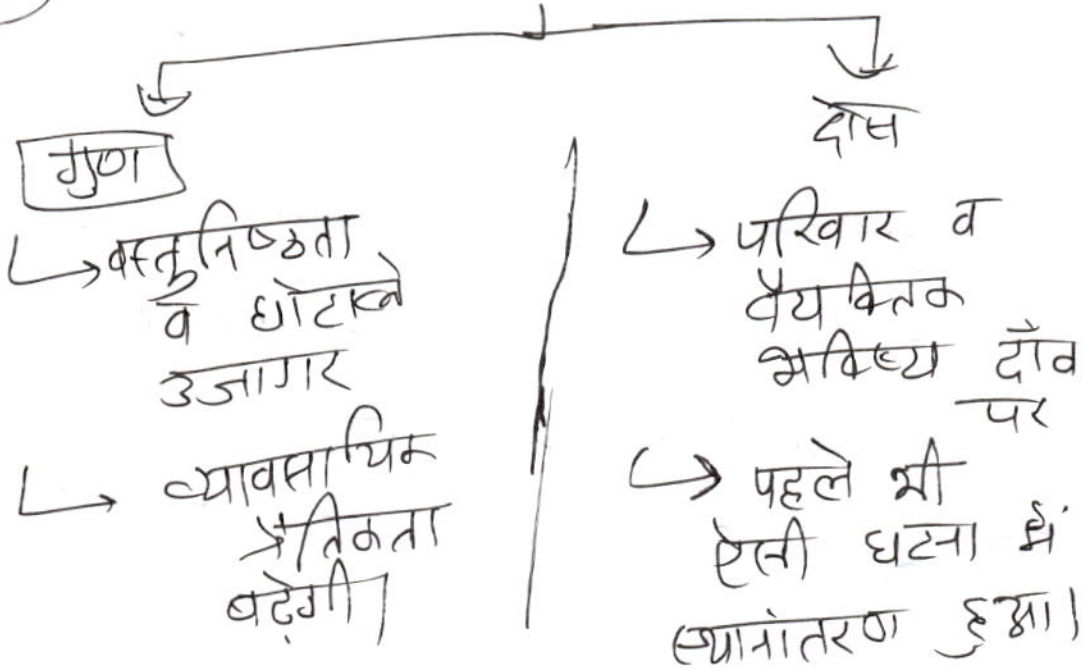 गुण
वस्तुनिष्ठता
व घोटाले
उजागर
व्यावसायिक
नैतिकता
बढ़ेगी।
दोष
परिवार व
वैयक्तिक
भविष्य दाँव
पर
पहले भी
ऐसी घटना में
स्थानांतरण हुआ।